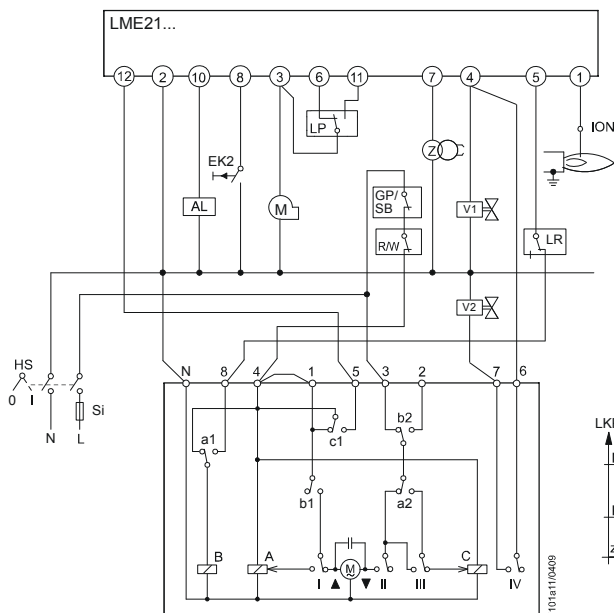 LME21...
12 2 10 8 3 6 11 7 4 5 1
LP
ION
EK2
Z
AL
M
GP/
SB
V1
R/W
LR
V2
HS
0 I
Si
N L
N 8 4 1 5 3 2 7 6
a1
c1
b2
b1
a2
B A I M II III C IV
101a11/0409